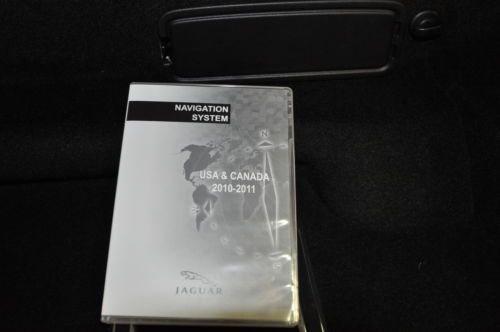 NAVIGATION
SYSTEM
N
USA & CANADA
2010-2011
JAGUAR